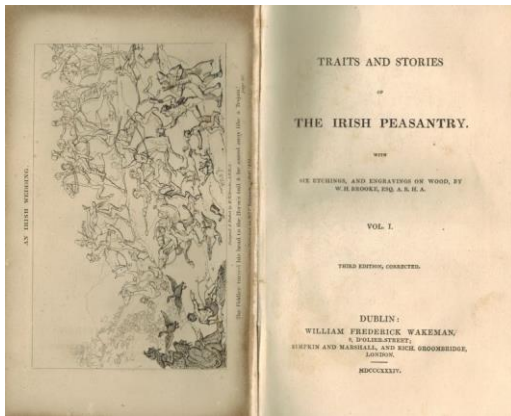 AN IRISH WEDDING.
TRAITS AND STORIES
OF
THE IRISH PEASANTRY.
WITH
SIX ETCHINGS, AND ENGRAVINGS ON WOOD, BY
W. H. BROOKE, ESQ. A. R. H. A.
VOL. I.
THIRD EDITION, CORRECTED.
DUBLIN:
WILLIAM FREDERICK WAKEMAN,
9, D'OLIER-STREET;
SIMPKIN AND MARSHALL, AND RICH. GROOMBRIDGE,
LONDON.
MDCCCXXXIV.